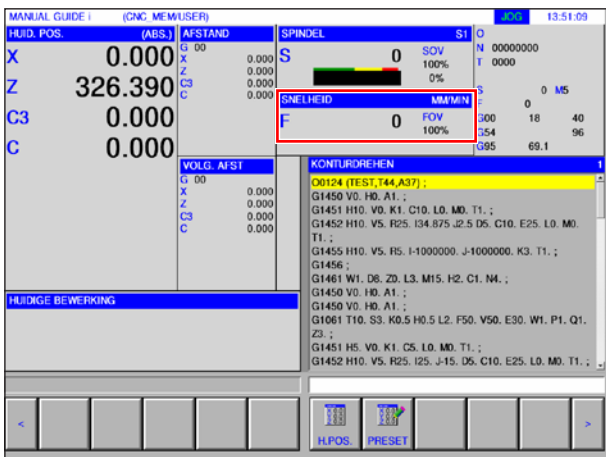 MANUAL GUIDE i (CNC_MEM/USER) JOG 13:51:09
HUID. POS. (ABS.)
X 0.000
Z 326.390
C3 0.000
C 0.000
AFSTAND
G 00
X 0.000
Z 0.000
C3 0.000
C 0.000
VOLG. AFST
G 00
X 0.000
Z 0.000
C3 0.000
C 0.000
SPINDEL S1
S 0 SOV
100%
0%
SNELHEID MM/MIN
F 0 FOV
100%
O
N 00000000
T 0000
S 0 M5
F 0
G00 18 40
G54 96
G95 69.1
KONTURDREHEN 1
O0124 (TEST,T44,A37) ;
G1450 V0. H0. A1. ;
G1451 H10. V0. K1. C10. L0. M0. T1. ;
G1452 H10. V5. R25. I34.875 J2.5 D5. C10. E25. L0. M0.
T1. ;
G1455 H10. V5. R5. I-1000000. J-1000000. K3. T1. ;
G1456 ;
G1461 W1. D6. Z0. L3. M15. H2. C1. N4. ;
G1450 V0. H0. A1. ;
G1450 V0. H0. A1. ;
G1061 T10. S3. K0.5 H0.5 L2. F50. V50. E30. W1. P1. Q1.
Z3. ;
G1451 H5. V0. K1. C5. L0. M0. T1. ;
G1452 H10. V5. R25. I25. J-15. D5. C10. E25. L0. M0. T1. ;
HUIDIGE BEWERKING
< H.POS. PRESET >